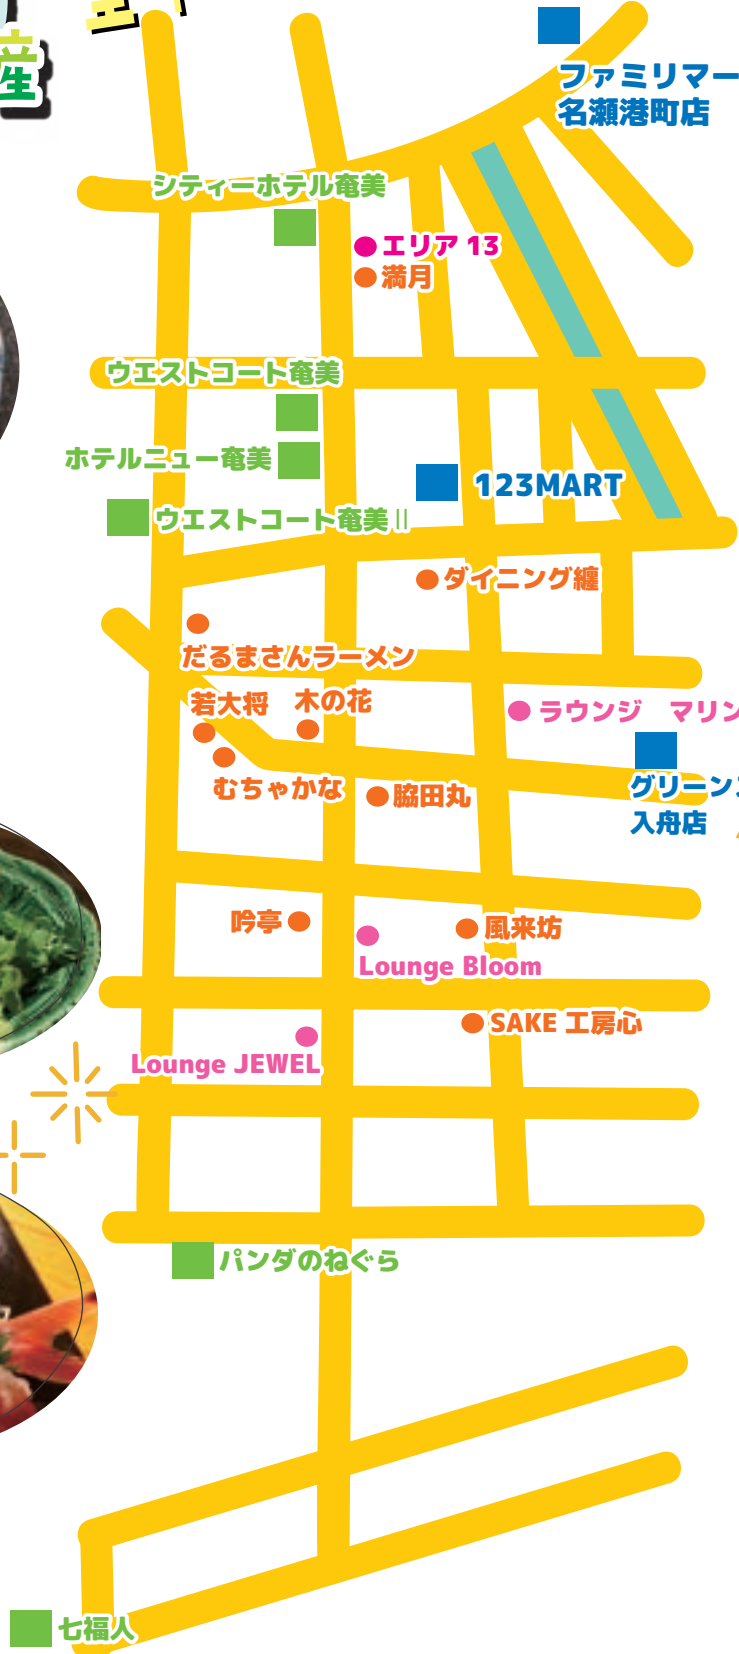 産
ファミリマー
名瀬港町店
シティーホテル奄美
エリア 13
満月
ウエストコート奄美
ホテルニュー奄美
123MART
ウエストコート奄美Ⅱ
ダイニング纏
だるまさんラーメン
若大将
木の花
ラウンジ マリン
むちゃかな
脇田丸
グリーンス
入舟店
吟亭
風来坊
Lounge Bloom
SAKE 工房心
Lounge JEWEL
パンダのねぐら
七福人